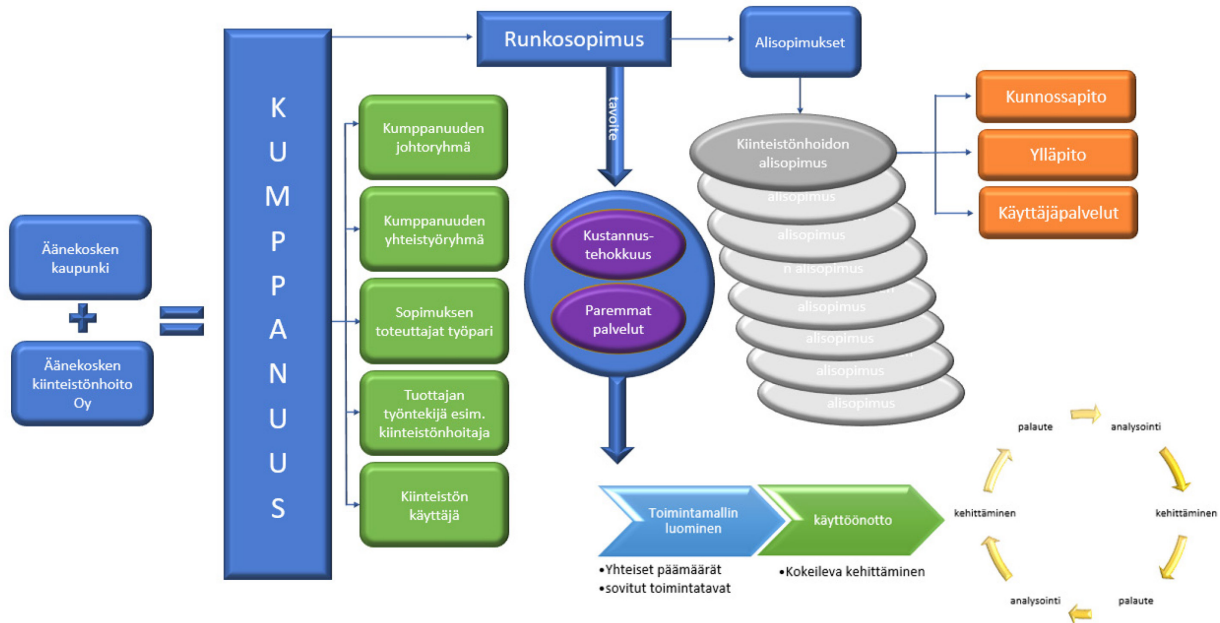 Äänekosken
kaupunki
Äänekosken
kiinteistönhoito
Oy
KUMPPANUUS
Kumppanuuden
johtoryhmä
Kumppanuuden
yhteistyöryhmä
Sopimuksen
toteuttajat työpari
Tuottajan
työntekijä esim.
kiinteistönhoitaja
Kiinteistön
käyttäjä
Runkosopimus
tavoite
Kustannus-
tehokkuus
Paremmat
palvelut
Alisopimukset
Kiinteistönhoidon
alisopimus
alisopimus
alisopimus
n alisopimus
alisopimus
alisopimus
alisopimus
alisopimus
Kunnossapito
Ylläpito
Käyttäjäpalvelut
Toimintamallin
luominen
•Yhteiset päämäärät
•sovitut toimintatavat
käyttöönotto
•Kokeileva kehittäminen
palaute
analysointi
kehittäminen
palaute
analysointi
kehittäminen